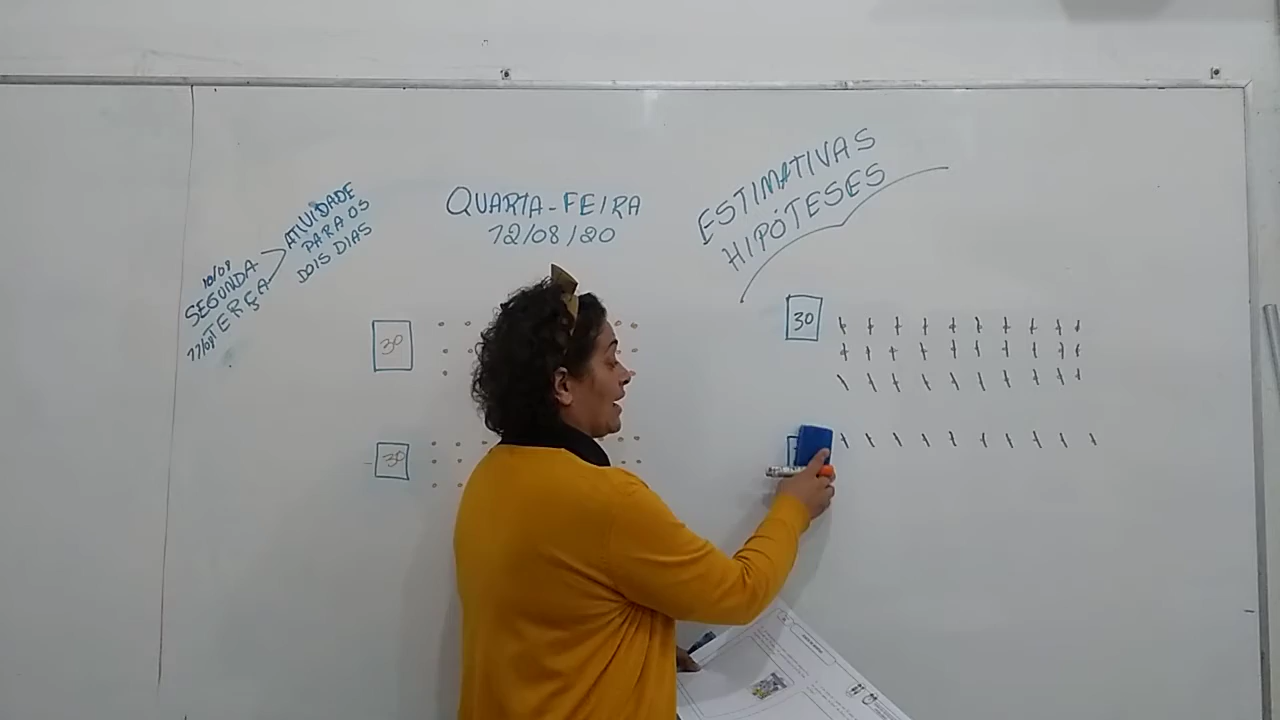 10/08
SEGUNDA
11/08 TERÇA
ATIVIDADE
PARA OS
DOIS DIAS
QUARTA-FEIRA
12/08/20
ESTIMATIVAS
HIPÓTESES
30
30
30